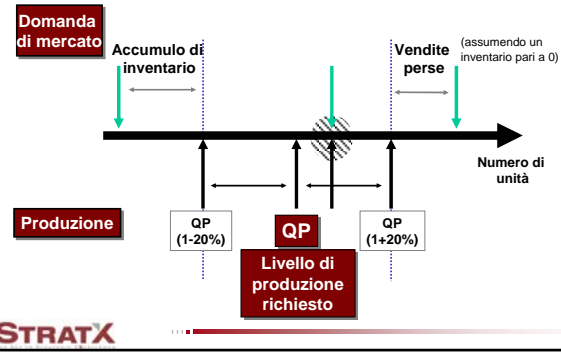 Domanda
di mercato
Accumulo di
inventario
Vendite
perse
(assumendo un
inventario pari a 0)
Numero di
unità
Produzione
QP
(1-20%)
QP
QP
(1+20%)
Livello di
produzione
richiesto
STRATX